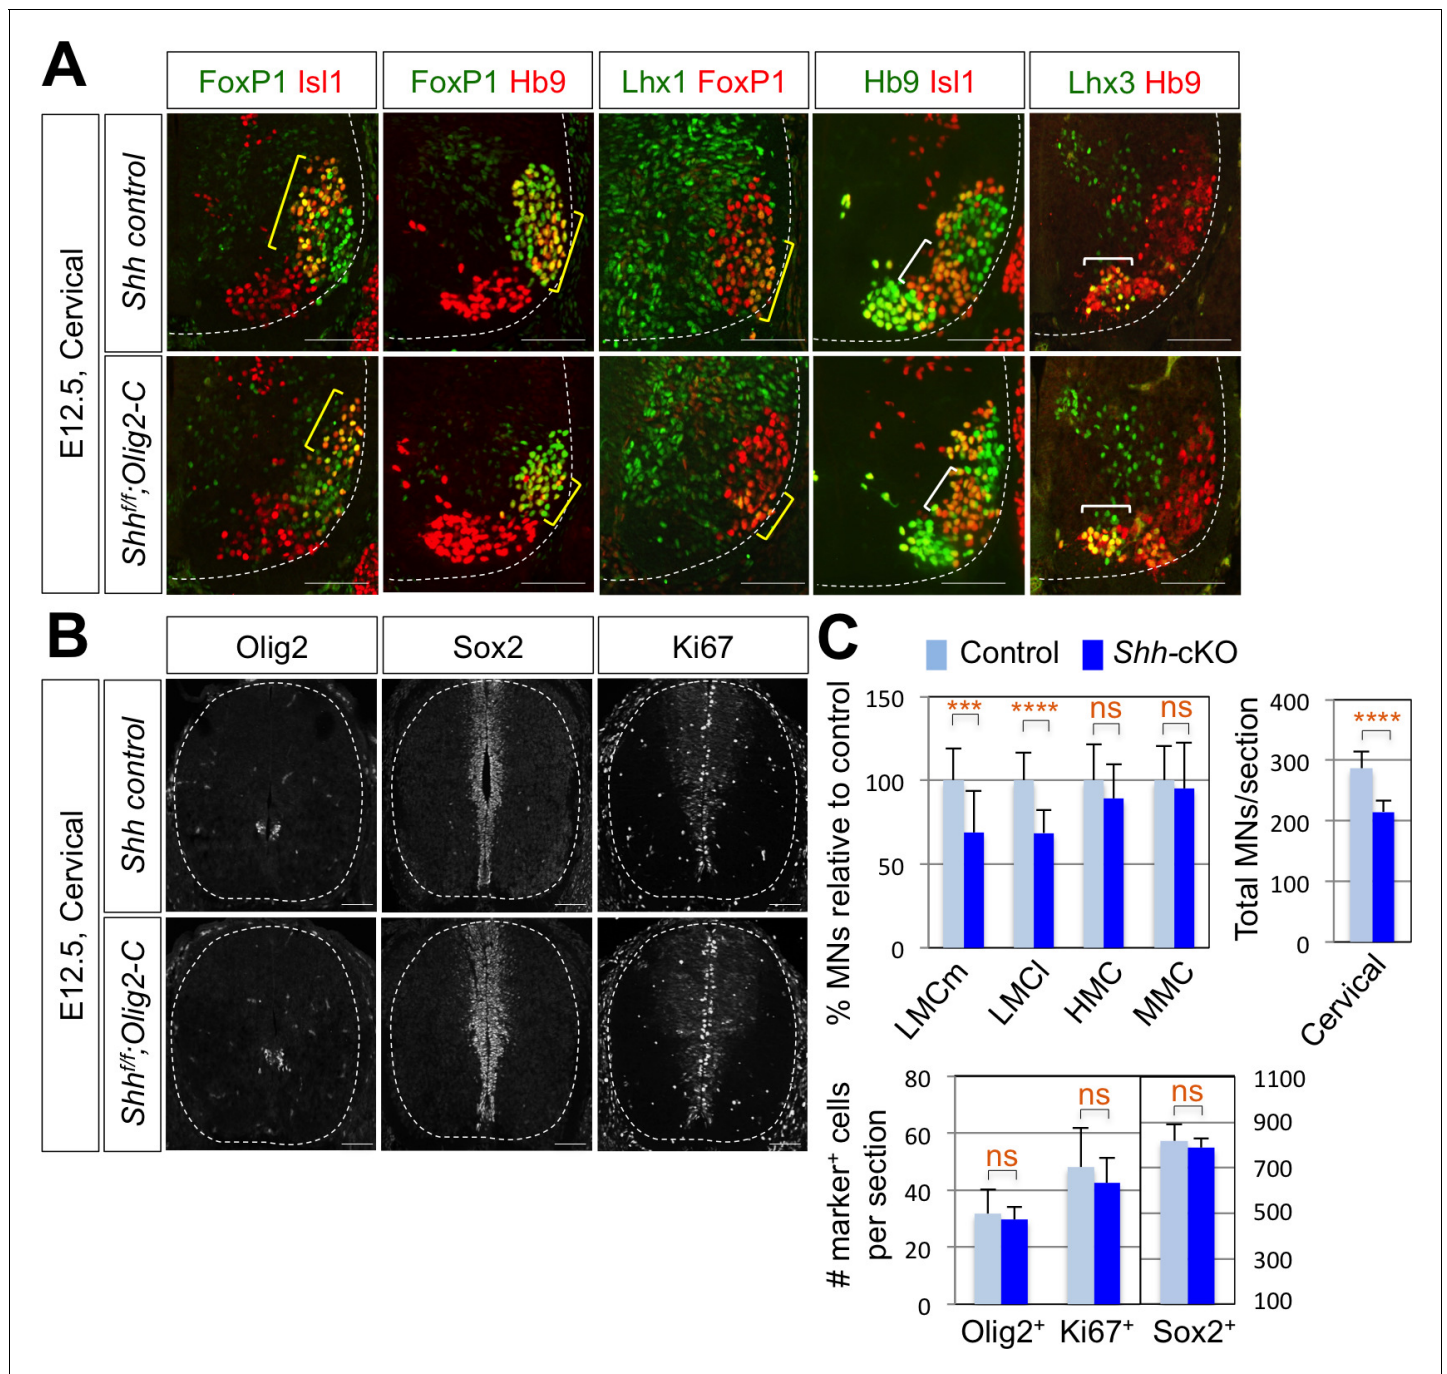 A
FoxP1 Isl1
FoxP1 Hb9
Lhx1 FoxP1
Hb9 Isl1
Lhx3 Hb9
E12.5, Cervical
Shh control
Shhf/f;Olig2-C
B
Olig2
Sox2
Ki67
E12.5, Cervical
Shh control
Shhf/f;Olig2-C
C
Control
Shh-cKO
% MNs relative to control
150
100
50
0
***
****
ns
ns
LMCm
LMCl
HMC
MMC
Total MNs/section
400
300
200
100
0
****
Cervical
# marker+ cells
per section
80
60
40
20
0
ns
ns
ns
1100
900
700
500
300
100
Olig2+
Ki67+
Sox2+